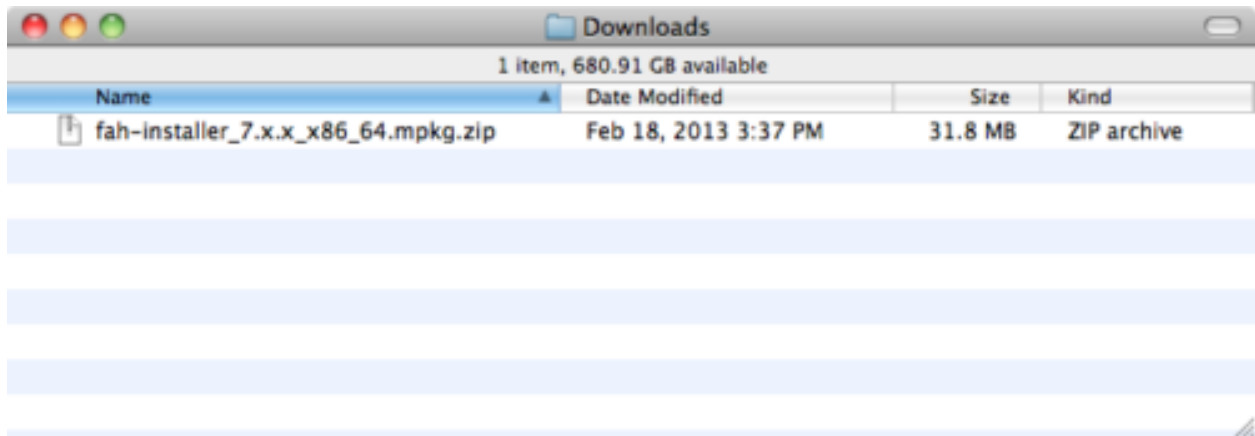 Downloads
1 item, 680.91 GB available
Name Date Modified Size Kind
fah-installer_7.x.x_x86_64.mpkg.zip Feb 18, 2013 3:37 PM 31.8 MB ZIP archive